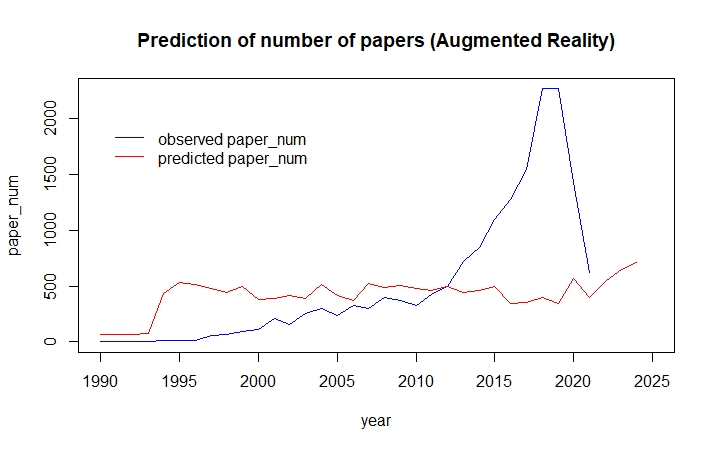 Prediction of number of papers (Augmented Reality)
2000
1500
1000
500
0
paper_num
observed paper_num
predicted paper_num
1990 1995 2000 2005 2010 2015 2020 2025
year